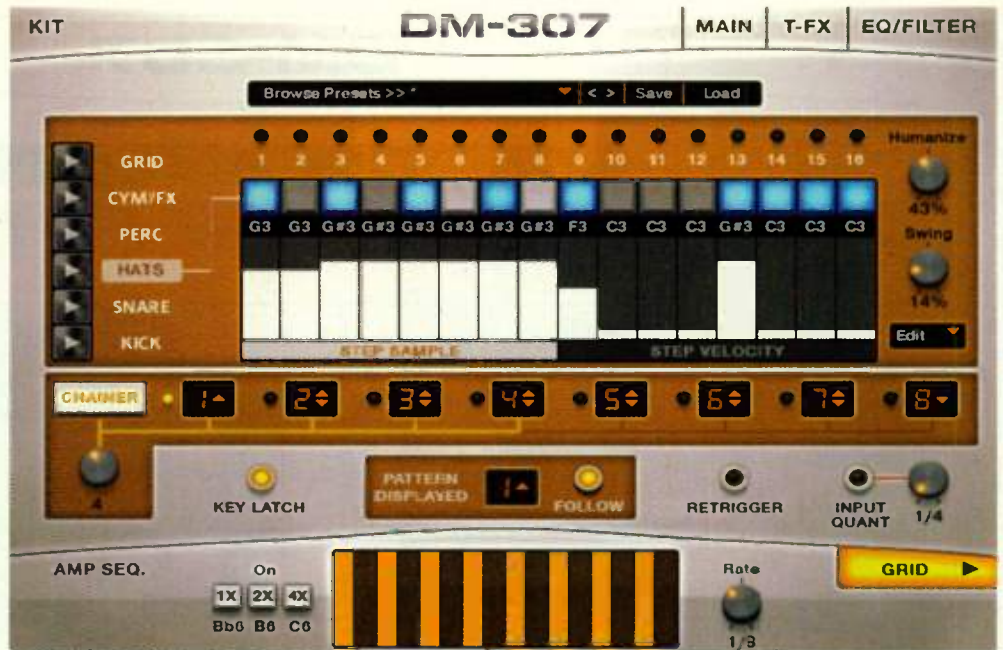 KIT DM-307 MAIN T-FX EQ/FILTER
Browse Presets >> * < > Save Load
1 2 3 4 5 6 7 8 9 10 11 12 13 14 15 16
Humanize
43%
Swing
14%
Edit
GRID
CYM/FX
PERC
HATS
SNARE
KICK
G3 G3 G#3 G#3 G#3 G#3 G#3 G#3 F3 C3 C3 C3 G#3 C3 C3 C3
STEP SAMPLE STEP VELOCITY
CHAINER 1 2 3 4 5 6 7 8
4
KEY LATCH
PATTERN DISPLAYED 1 FOLLOW
RETRIGGER
INPUT QUANT 1/4
AMP SEQ.
On
1X 2X 4X
Bb6 B6 C6
Rate
1/8
GRID